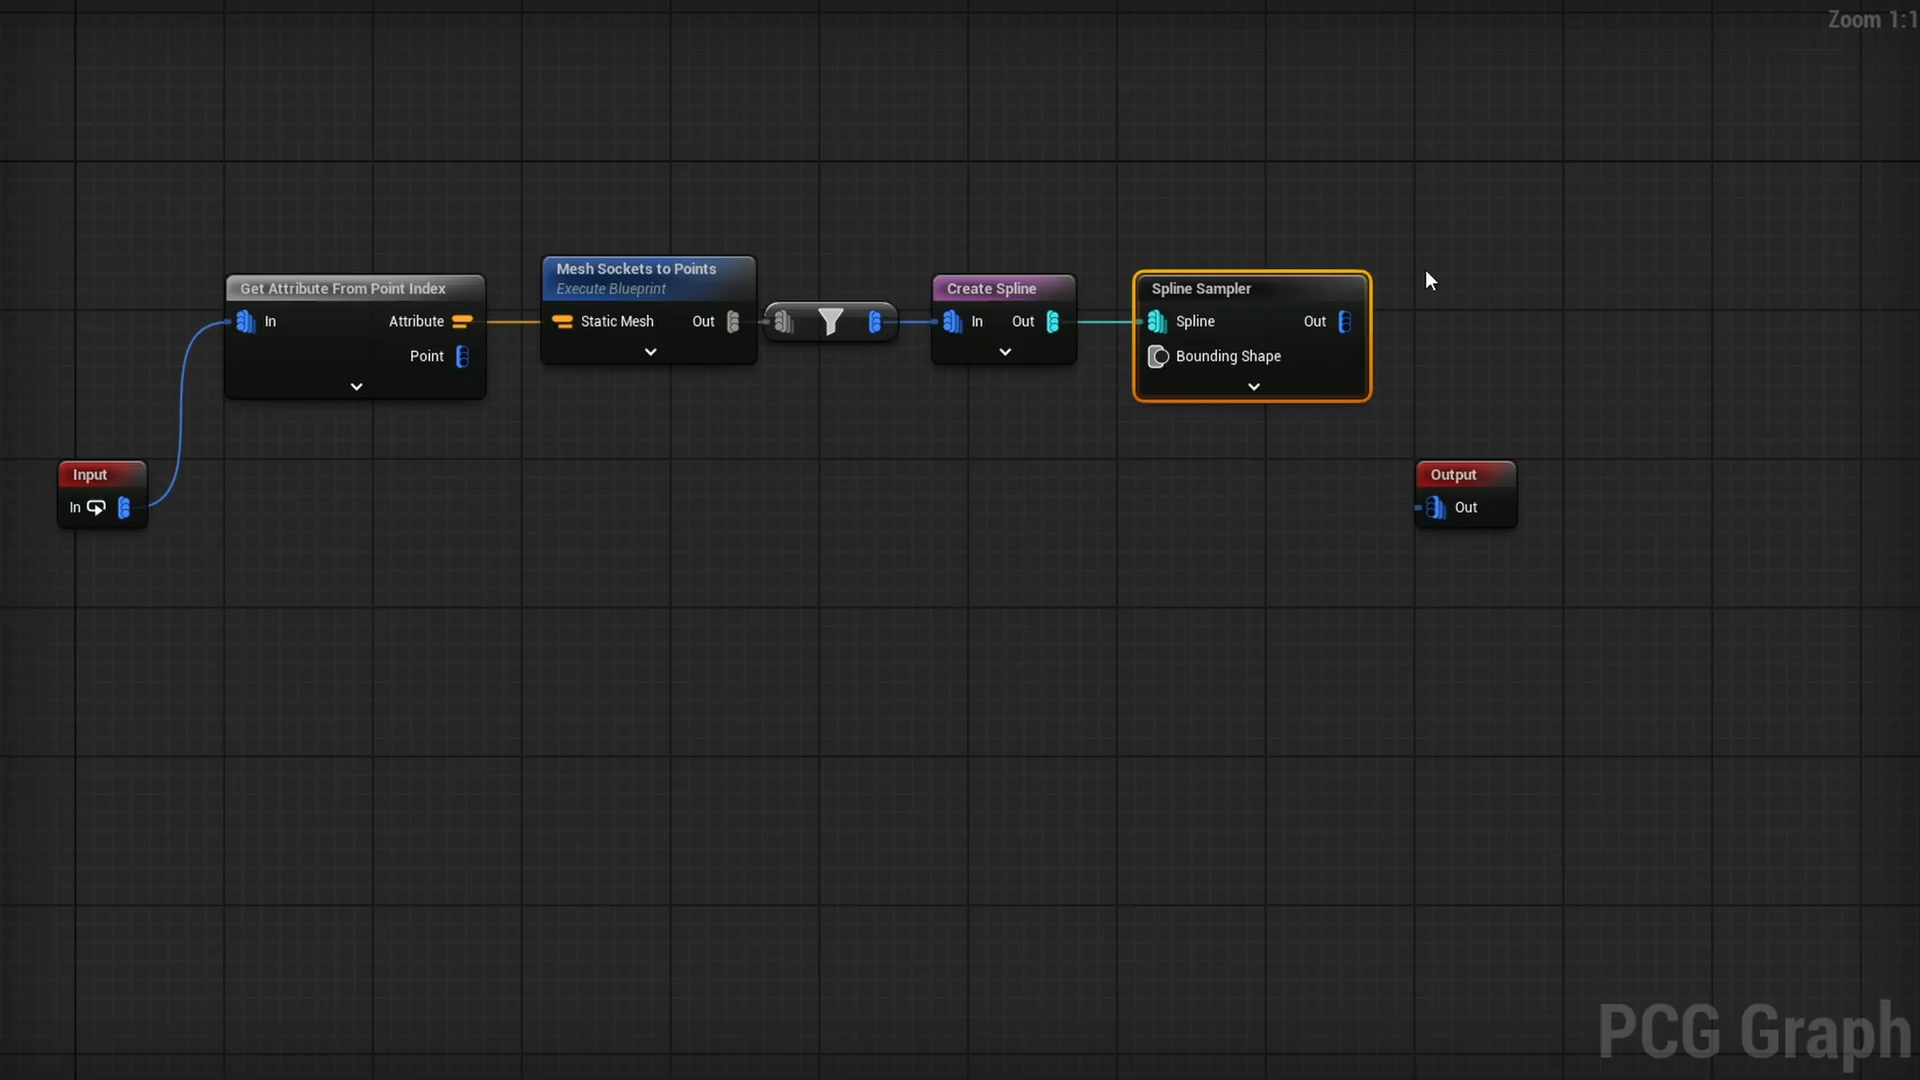 Zoom 1:1
Mesh Sockets to Points
Execute Blueprint
Get Attribute From Point Index
Create Spline
Spline Sampler
In
Attribute
Static Mesh
Out
In
Out
Spline
Out
Point
Bounding Shape
Input
In
Output
Out
PCG Graph